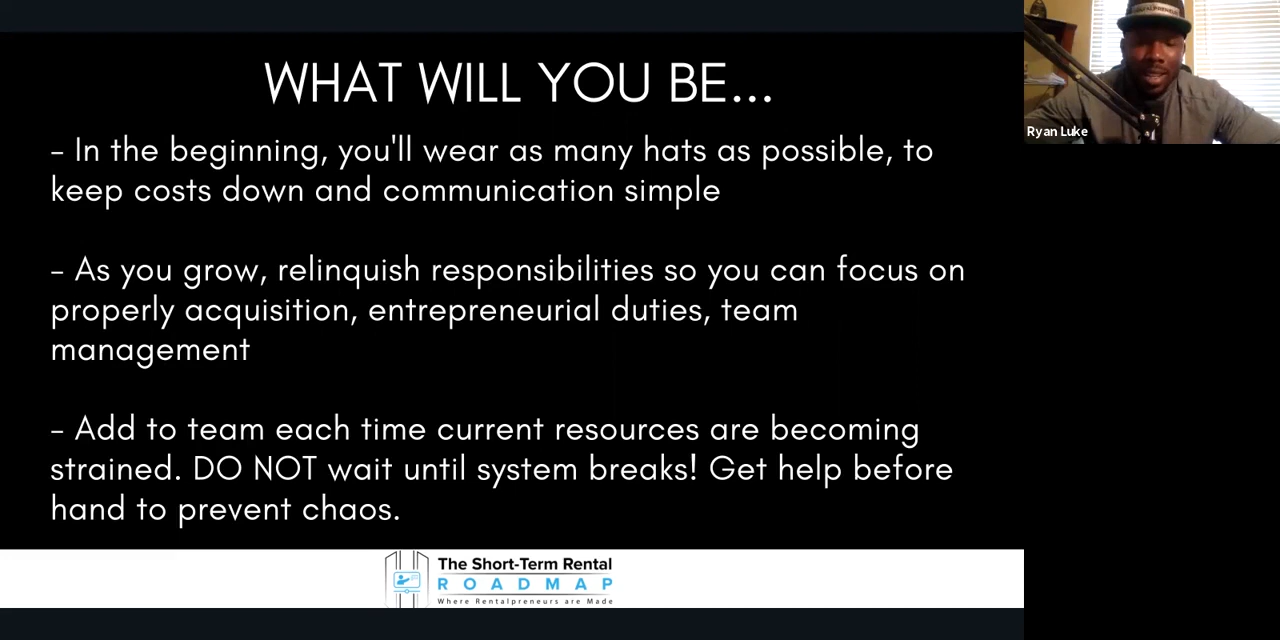 WHAT WILL YOU BE...
- In the beginning, you'll wear as many hats as possible, to
keep costs down and communication simple
- As you grow, relinquish responsibilities so you can focus on
properly acquisition, entrepreneurial duties, team
management
- Add to team each time current resources are becoming
strained. DO NOT wait until system breaks! Get help before
hand to prevent chaos.
The Short-Term Rental
ROADMAP
Where Rentalpreneurs are Made
Ryan Luke